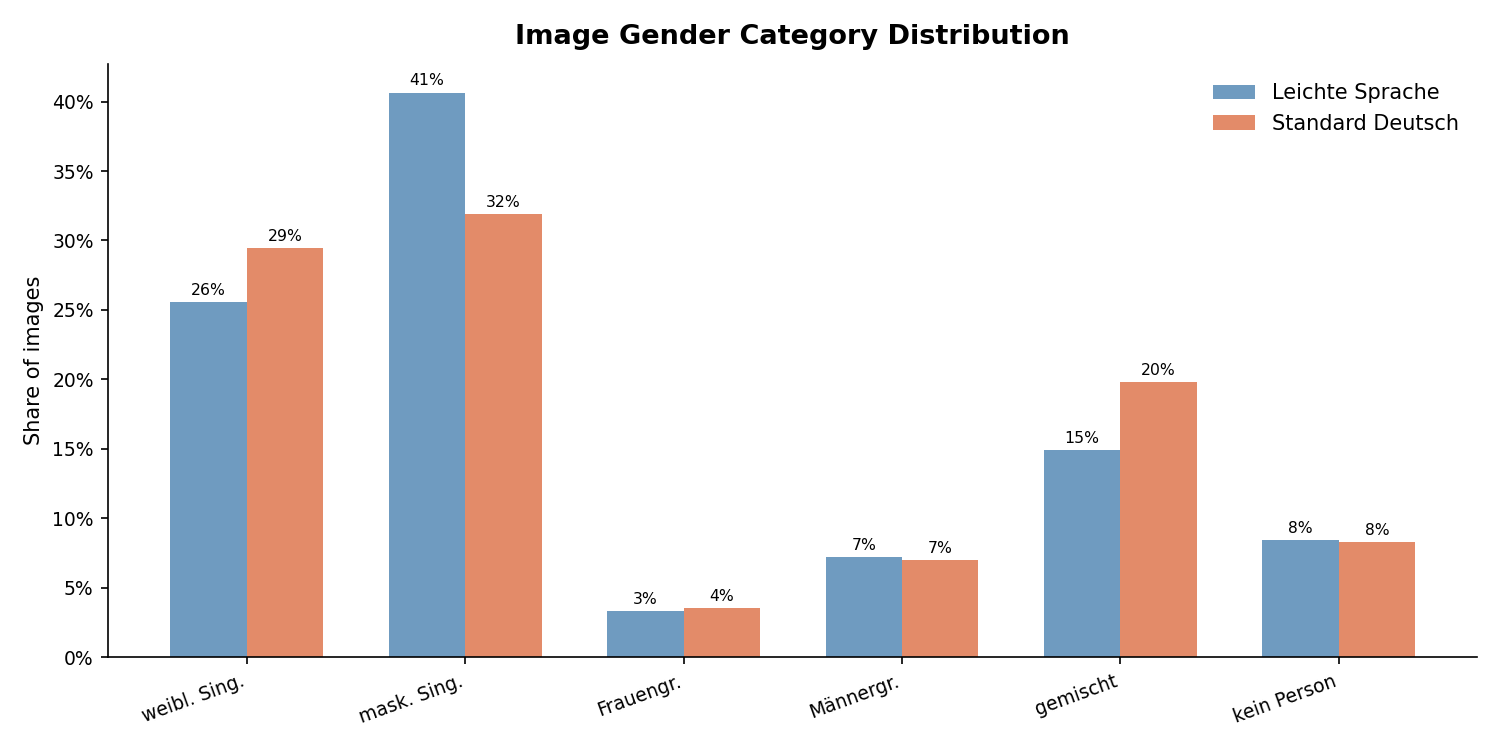 Image Gender Category Distribution
Leichte Sprache
Standard Deutsch
Share of images
40%
35%
30%
25%
20%
15%
10%
5%
0%
26%
29%
41%
32%
3%
4%
7%
7%
15%
20%
8%
8%
weibl. Sing.
mask. Sing.
Frauengr.
Männergr.
gemischt
kein Person